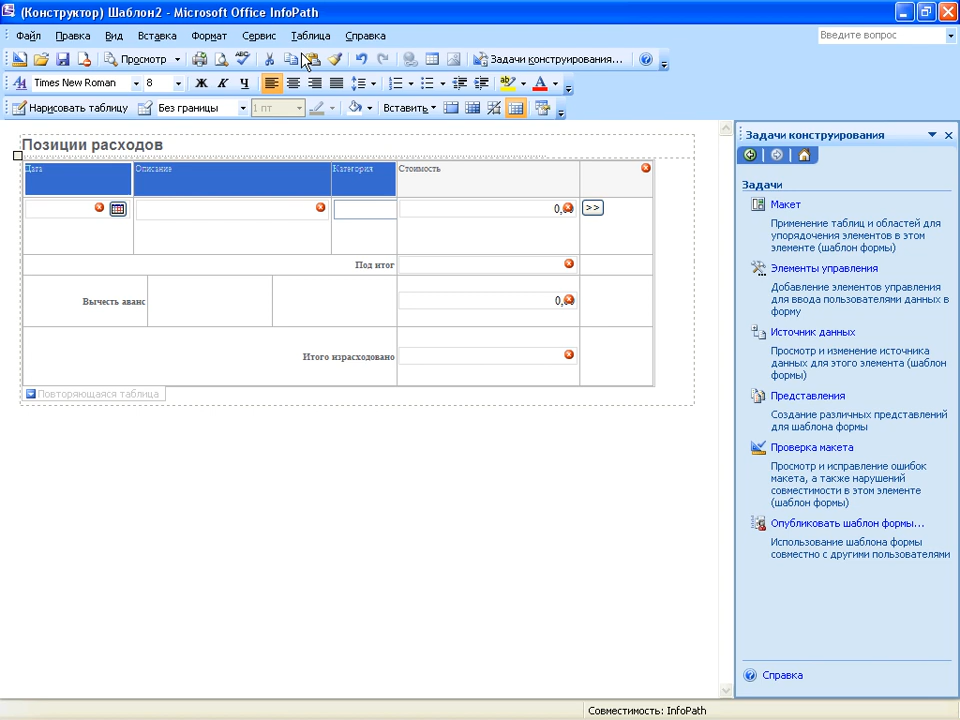 (Конструктор) Шаблон2 - Microsoft Office InfoPath
Файл Правка Вид Вставка Формат Сервис Таблица Справка
Введите вопрос
Просмотр
Задачи конструирования...
Times New Roman 8 Ж К Ч
Нарисовать таблицу Без границы 1 пт Вставить
Задачи конструирования
Задачи
Макет
Применение таблиц и областей для
упорядочения элементов в этом
элементе (шаблон формы)
Элементы управления
Добавление элементов управления
для ввода пользователями данных в
форму
Источник данных
Просмотр и изменение источника
данных для этого элемента (шаблон
формы)
Представления
Создание различных представлений
для шаблона формы
Проверка макета
Просмотр и исправление ошибок
макета, а также нарушений
совместимости в этом элементе
(шаблон формы)
Опубликовать шаблон формы...
Использование шаблона формы
совместно с другими пользователями
Справка
Позиции расходов
Дата Описание Категория Стоимость
>>
Под итог
Вычесть аванс
Итого израсходовано
Повторяющаяся таблица
Совместимость: InfoPath